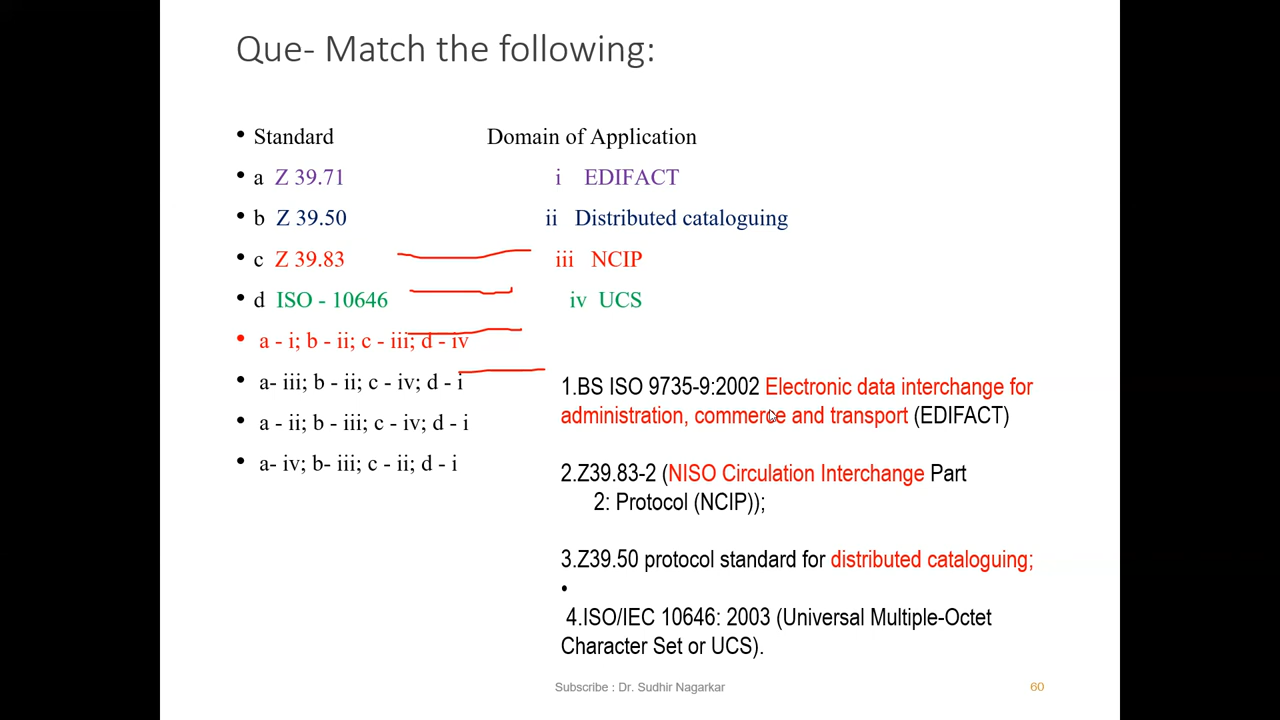 Que- Match the following:
• Standard Domain of Application
• a Z 39.71 i EDIFACT
• b Z 39.50 ii Distributed cataloguing
• c Z 39.83 iii NCIP
• d ISO - 10646 iv UCS
• a - i; b - ii; c - iii; d - iv
• a- iii; b - ii; c - iv; d - i
• a - ii; b - iii; c - iv; d - i
• a- iv; b- iii; c - ii; d - i
1.BS ISO 9735-9:2002 Electronic data interchange for
administration, commerce and transport (EDIFACT)
2.Z39.83-2 (NISO Circulation Interchange Part
2: Protocol (NCIP));
3.Z39.50 protocol standard for distributed cataloguing;
•
4.ISO/IEC 10646: 2003 (Universal Multiple-Octet
Character Set or UCS).
Subscribe : Dr. Sudhir Nagarkar 60